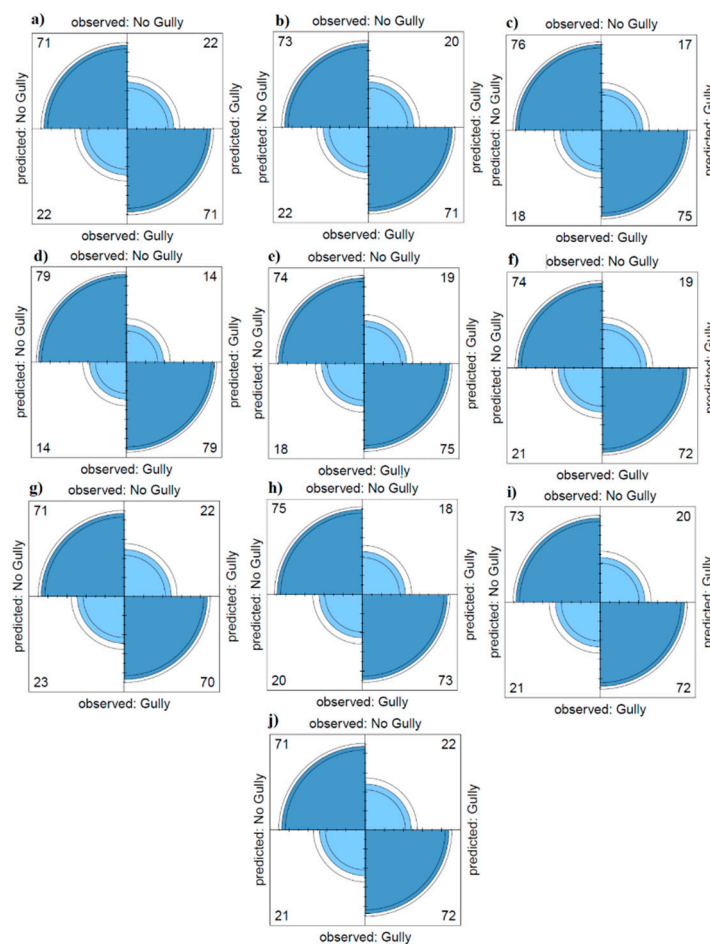 a)
observed: No Gully
71 22
predicted: No Gully
predicted: Gully
22 71
observed: Gully
b)
observed: No Gully
73 20
predicted: No Gully
predicted: Gully
22 71
observed: Gully
c)
observed: No Gully
76 17
predicted: No Gully
predicted: Gully
18 75
observed: Gully
d)
observed: No Gully
79 14
predicted: No Gully
predicted: Gully
14 79
observed: Gully
e)
observed: No Gully
74 19
predicted: No Gully
predicted: Gully
18 75
observed: Gully
f)
observed: No Gully
74 19
predicted: No Gully
predicted: Gully
21 72
observed: Gully
g)
observed: No Gully
71 22
predicted: No Gully
predicted: Gully
23 70
observed: Gully
h)
observed: No Gully
75 18
predicted: No Gully
predicted: Gully
20 73
observed: Gully
i)
observed: No Gully
73 20
predicted: No Gully
predicted: Gully
21 72
observed: Gully
j)
observed: No Gully
71 22
predicted: No Gully
predicted: Gully
21 72
observed: Gully